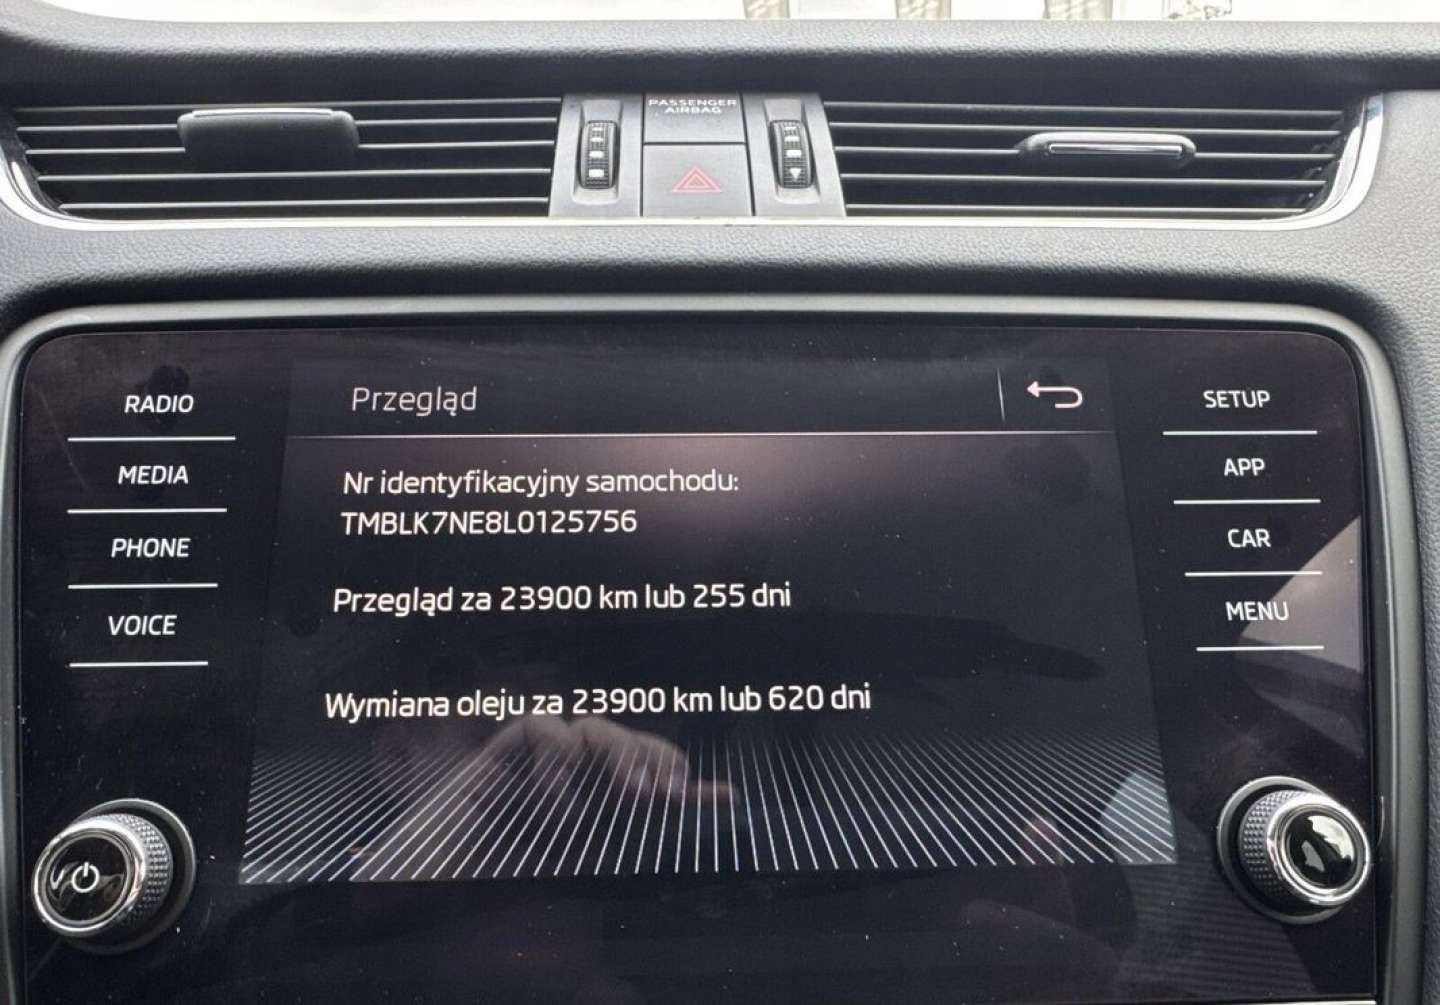 PASSENGER
AIRBAG
RADIO
MEDIA
PHONE
VOICE
Przegląd
Nr identyfikacyjny samochodu:
TMBLK7NE8L0125756
Przegląd za 23900 km lub 255 dni
Wymiana oleju za 23900 km lub 620 dni
SETUP
APP
CAR
MENU